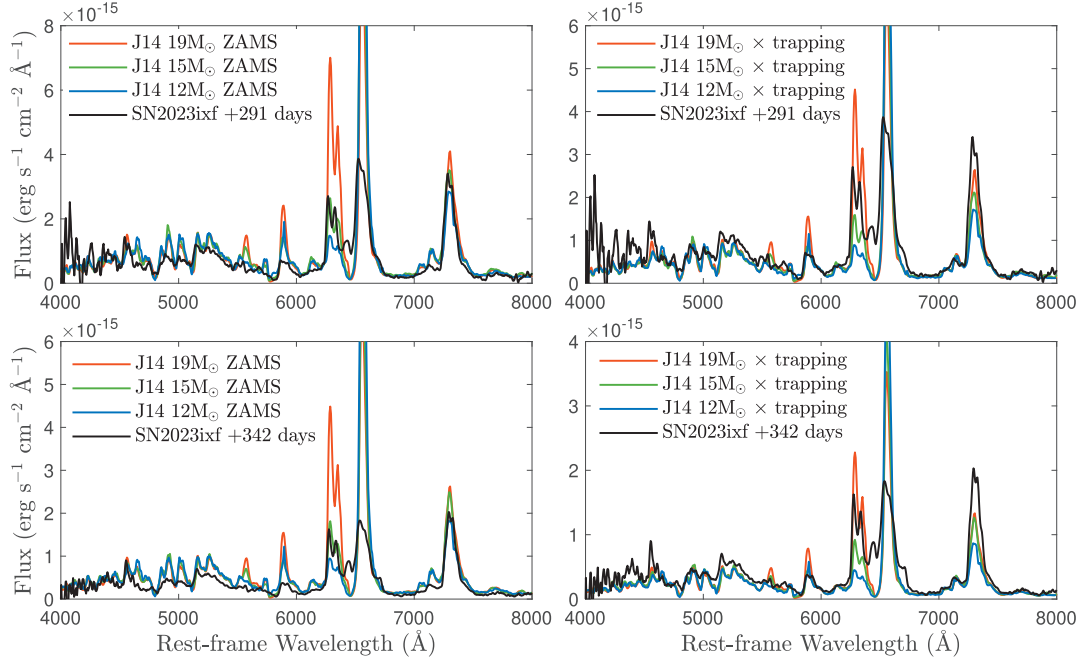 ×10⁻¹⁵
8
6
4
2
0
Flux (erg s⁻¹ cm⁻² Å⁻¹)
J14 19M⊙ ZAMS
J14 15M⊙ ZAMS
J14 12M⊙ ZAMS
SN2023ixf +291 days
4000 5000 6000 7000 8000
×10⁻¹⁵
6
5
4
3
2
1
0
J14 19M⊙ × trapping
J14 15M⊙ × trapping
J14 12M⊙ × trapping
SN2023ixf +291 days
4000 5000 6000 7000 8000
×10⁻¹⁵
6
5
4
3
2
1
0
Flux (erg s⁻¹ cm⁻² Å⁻¹)
J14 19M⊙ ZAMS
J14 15M⊙ ZAMS
J14 12M⊙ ZAMS
SN2023ixf +342 days
4000 5000 6000 7000 8000
Rest-frame Wavelength (Å)
×10⁻¹⁵
4
3
2
1
0
J14 19M⊙ × trapping
J14 15M⊙ × trapping
J14 12M⊙ × trapping
SN2023ixf +342 days
4000 5000 6000 7000 8000
Rest-frame Wavelength (Å)